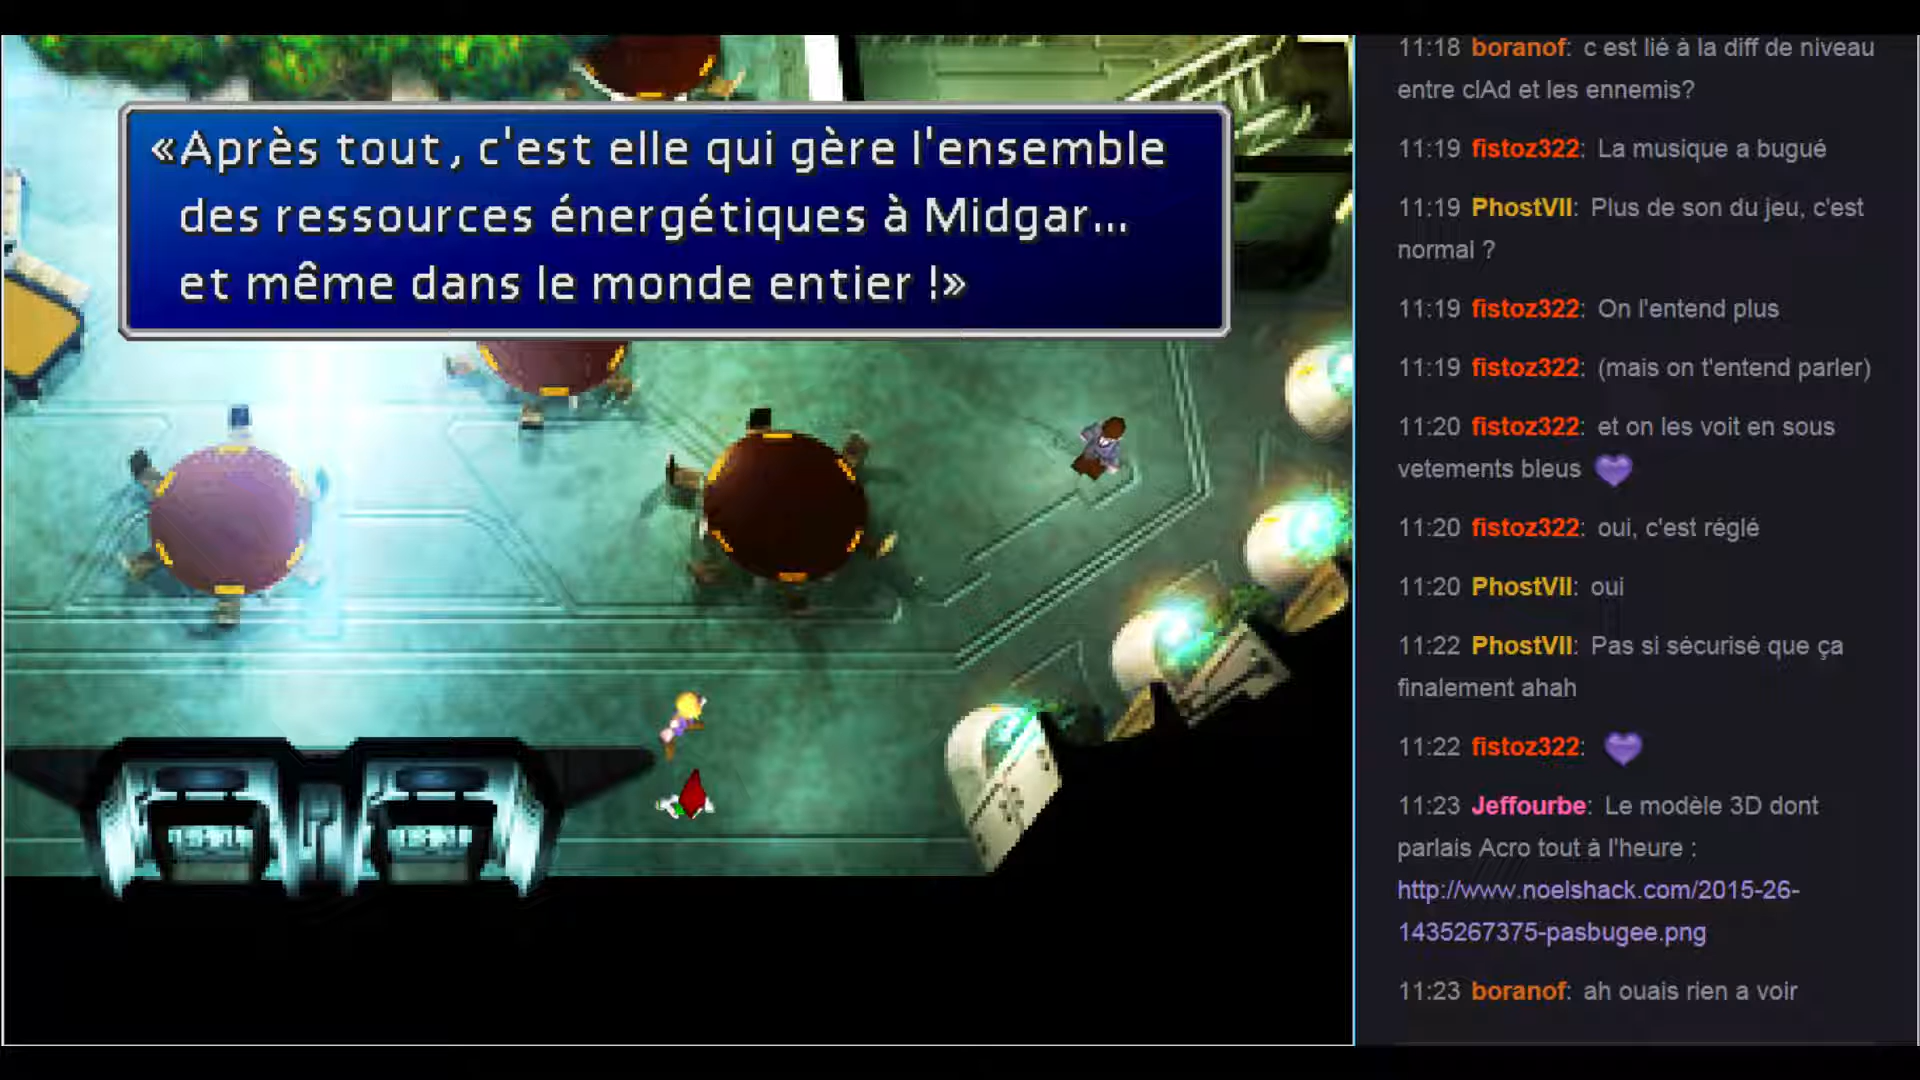 «Après tout, c'est elle qui gère l'ensemble
des ressources énergétiques à Midgar...
et même dans le monde entier !»
11:18 boranof: c est lié à la diff de niveau
entre clAd et les ennemis?
11:19 fistoz322: La musique a bugué
11:19 PhostVII: Plus de son du jeu, c'est
normal ?
11:19 fistoz322: On l'entend plus
11:19 fistoz322: (mais on t'entend parler)
11:20 fistoz322: et on les voit en sous
vetements bleus
11:20 fistoz322: oui, c'est réglé
11:20 PhostVII: oui
11:22 PhostVII: Pas si sécurisé que ça
finalement ahah
11:22 fistoz322:
11:23 Jeffourbe: Le modèle 3D dont
parlais Acro tout à l'heure :
http://www.noelshack.com/2015-26-
1435267375-pasbugee.png
11:23 boranof: ah ouais rien a voir